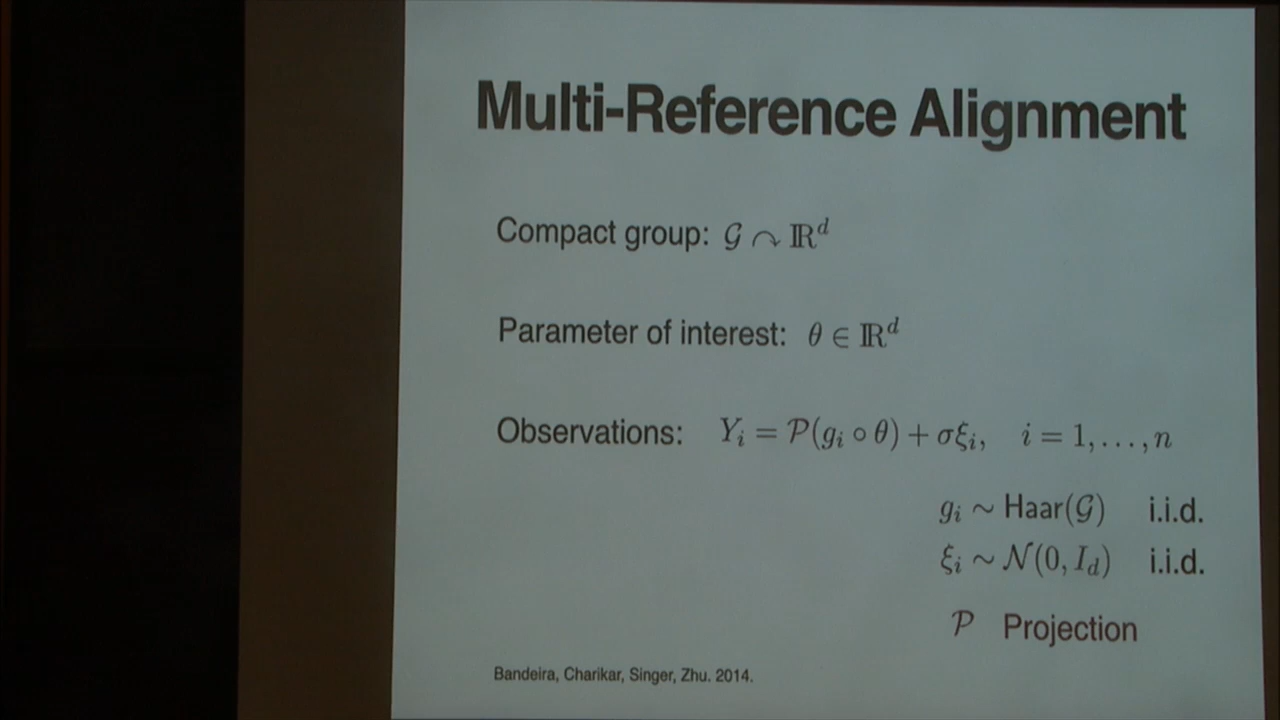 Multi-Reference Alignment
Compact group: 𝒢 ↷ ℝ^d
Parameter of interest: θ ∈ ℝ^d
Observations: Y_i = 𝒫(g_i ∘ θ) + σξ_i, i = 1, . . . , n
g_i ∼ Haar(𝒢) i.i.d.
ξ_i ∼ 𝒩(0, I_d) i.i.d.
𝒫 Projection
Bandeira, Charikar, Singer, Zhu. 2014.